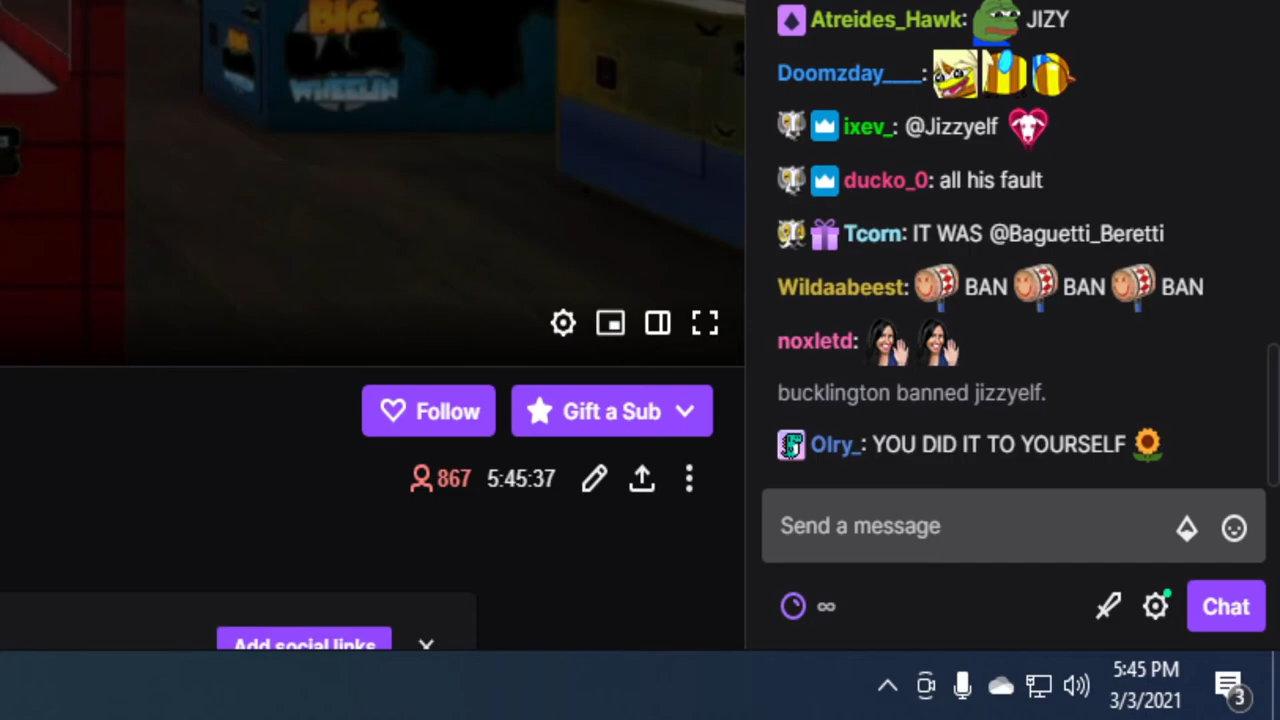 Atreides_Hawk: JIZY
Doomzday____:
ixev_: @Jizzyelf
ducko_0: all his fault
Tcorn: IT WAS @Baguetti_Beretti
Wildaabeest: BAN BAN BAN
noxletd:
bucklington banned jizzyelf.
Olry_: YOU DID IT TO YOURSELF
Send a message
Chat
BIG
WHEELIN
Follow
Gift a Sub
867 5:45:37
Add social links
5:45 PM
3/3/2021
3